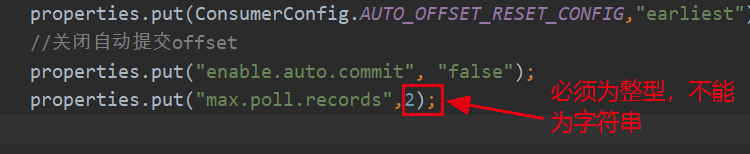 properties.put(ConsumerConfig.AUTO_OFFSET_RESET_CONFIG,"earliest")
//关闭自动提交offset
properties.put("enable.auto.commit", "false");
properties.put("max.poll.records",2);
必须为整型，不能
为字符串